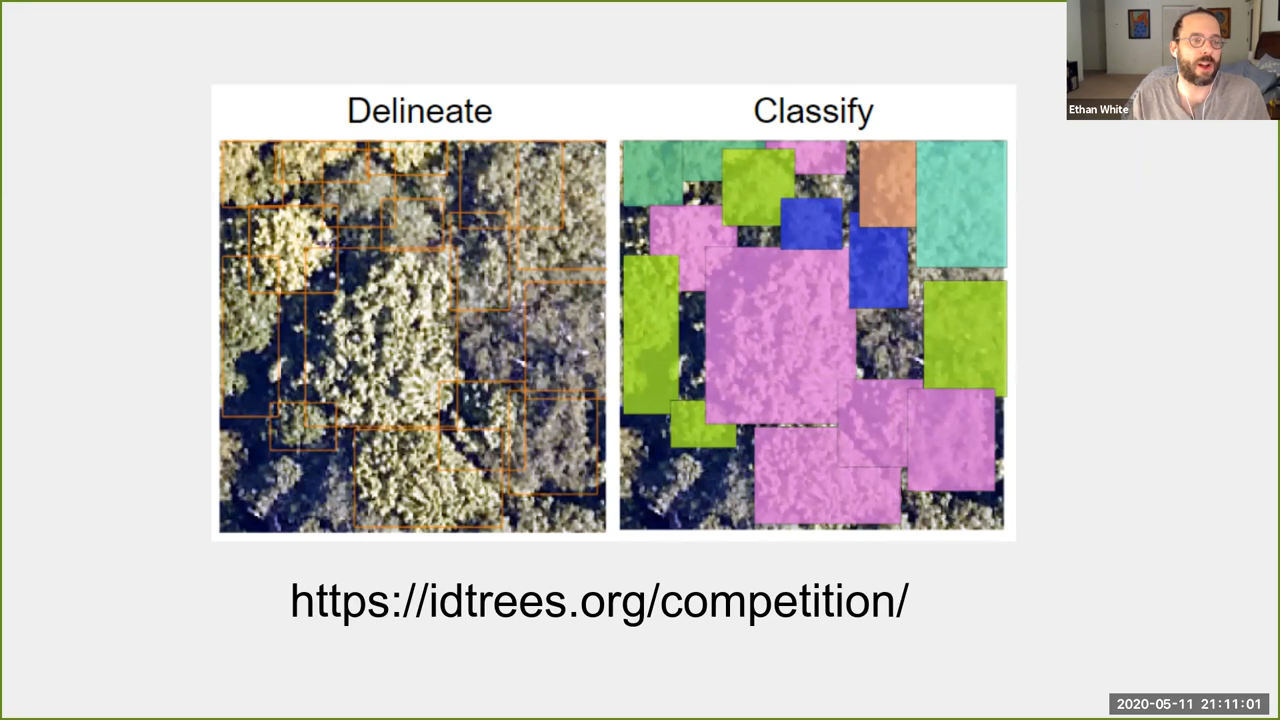 Delineate
Classify
Ethan White
https://idtrees.org/competition/
2020-05-11 21:11:01